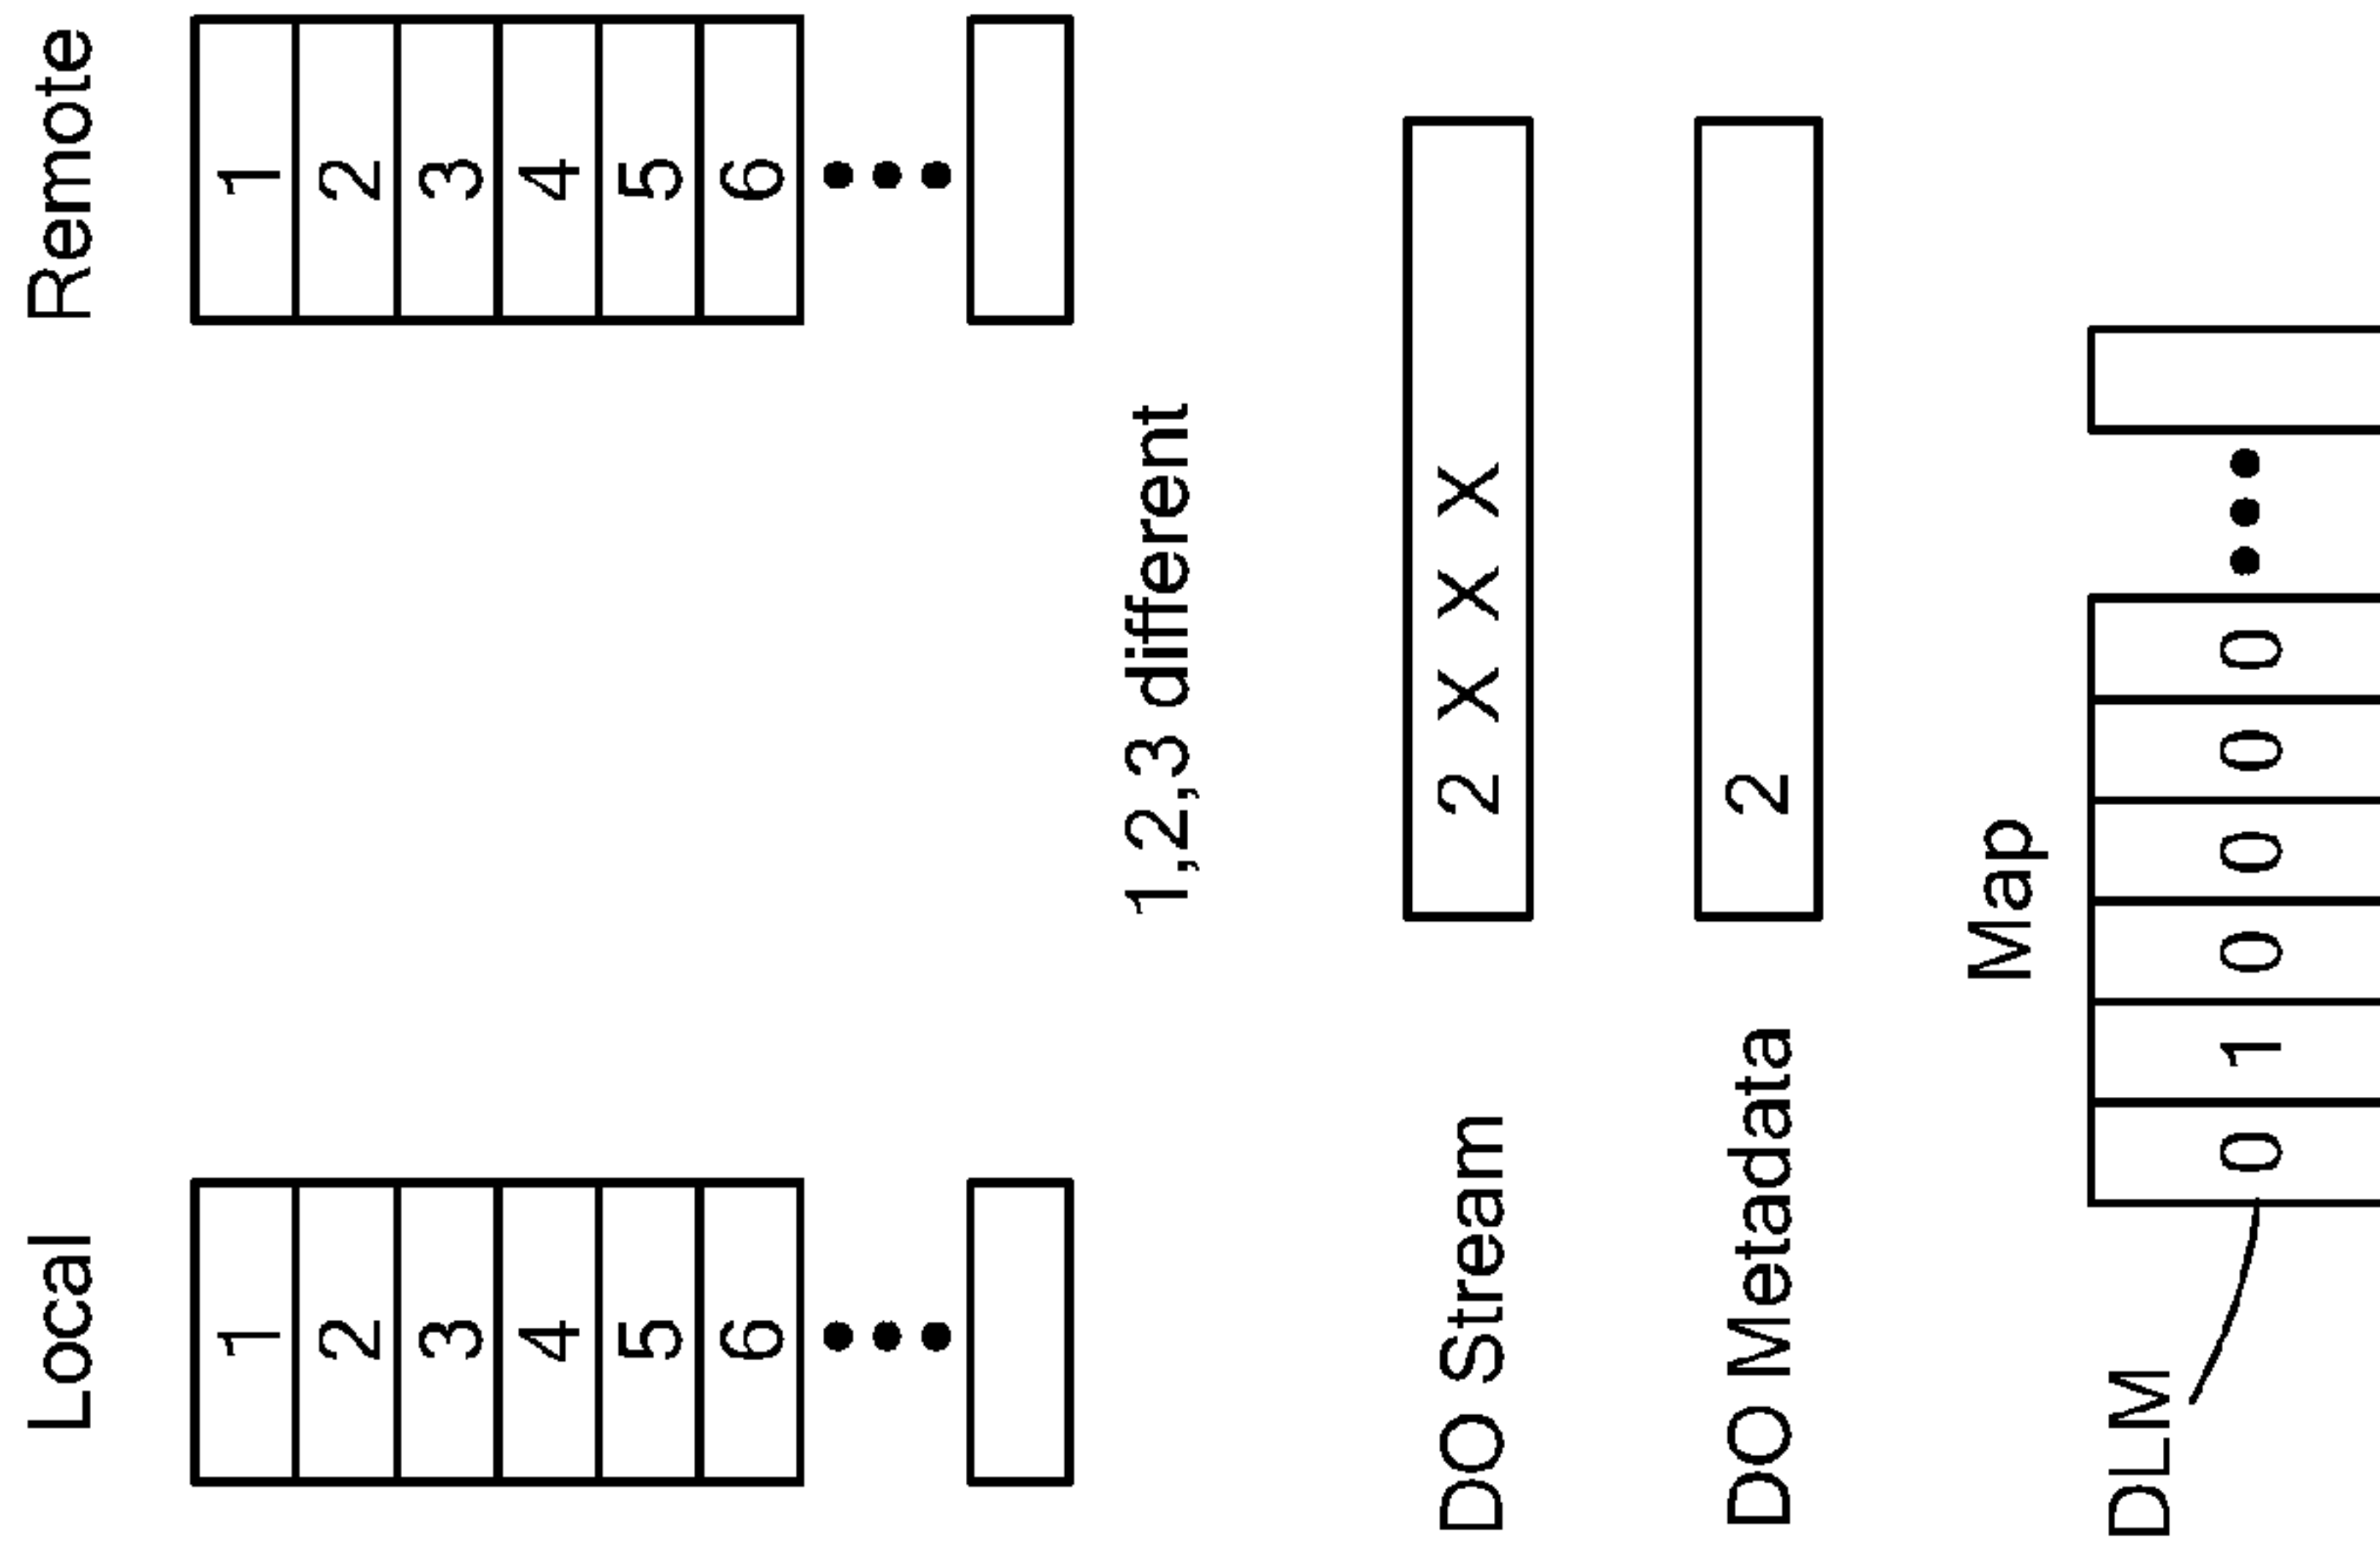 Local Remote
1 1
2 2
3 3
4 4
5 5
6 6
1,2,3 different
DO Stream 2 X X X
DO Metadata 2
Map
DLM 0 1 0 0 0 0